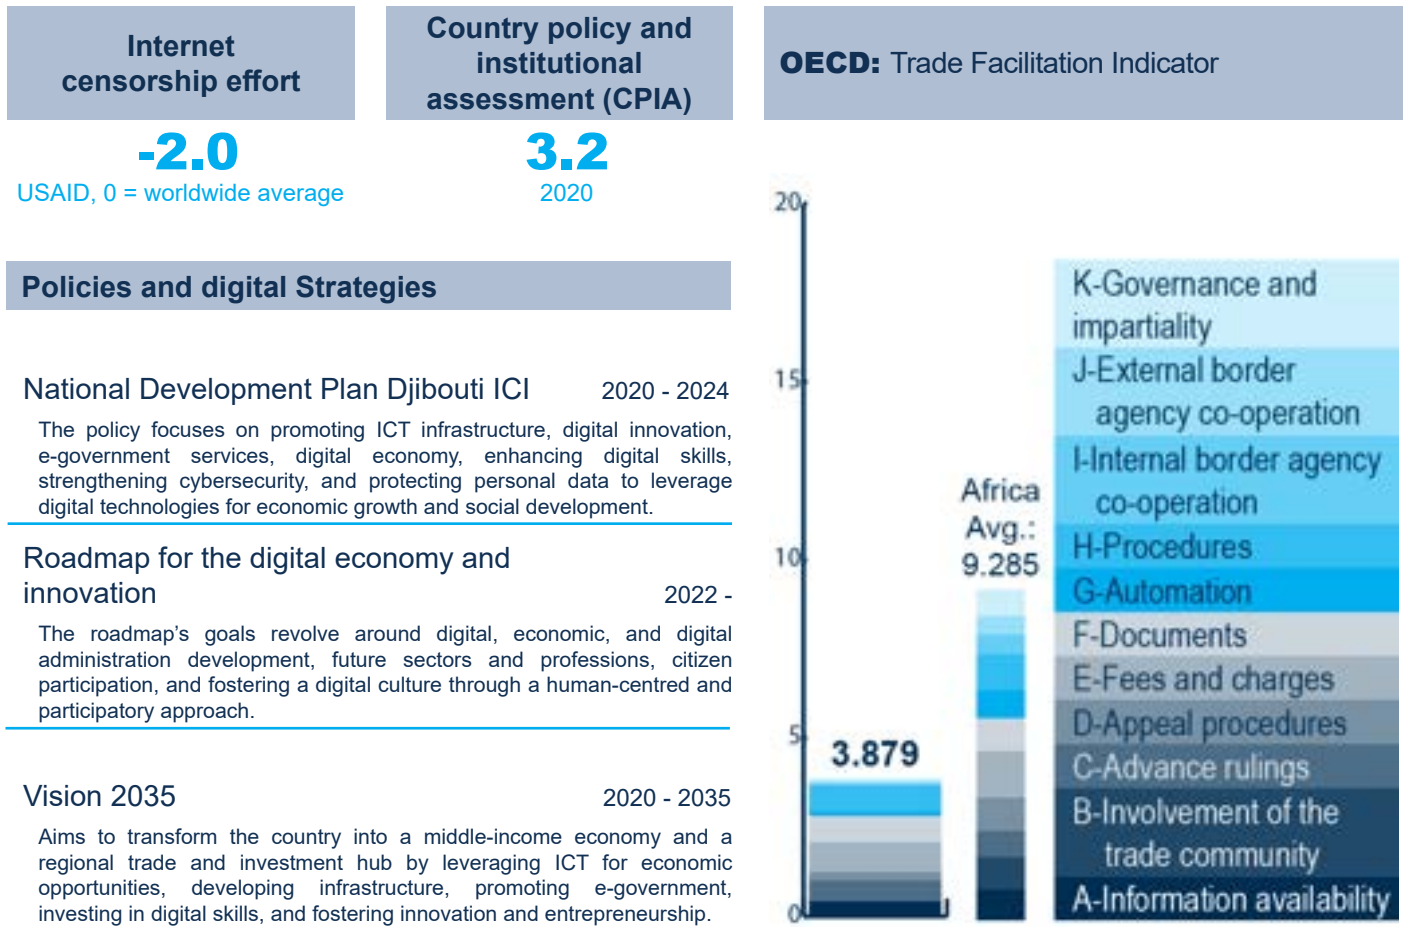 Internet
censorship effort
-2.0
USAID, 0 = worldwide average
Country policy and
institutional
assessment (CPIA)
3.2
2020
Policies and digital Strategies
National Development Plan Djibouti ICI 2020 - 2024
The policy focuses on promoting ICT infrastructure, digital innovation,
e-government services, digital economy, enhancing digital skills,
strengthening cybersecurity, and protecting personal data to leverage
digital technologies for economic growth and social development.
Roadmap for the digital economy and
innovation 2022 -
The roadmap’s goals revolve around digital, economic, and digital
administration development, future sectors and professions, citizen
participation, and fostering a digital culture through a human-centred and
participatory approach.
Vision 2035 2020 - 2035
Aims to transform the country into a middle-income economy and a
regional trade and investment hub by leveraging ICT for economic
opportunities, developing infrastructure, promoting e-government,
investing in digital skills, and fostering innovation and entrepreneurship.
OECD: Trade Facilitation Indicator
20
15
10
5
0
3.879
Africa
Avg.:
9.285
K-Governance and
impartiality
J-External border
agency co-operation
I-Internal border agency
co-operation
H-Procedures
G-Automation
F-Documents
E-Fees and charges
D-Appeal procedures
C-Advance rulings
B-Involvement of the
trade community
A-Information availability